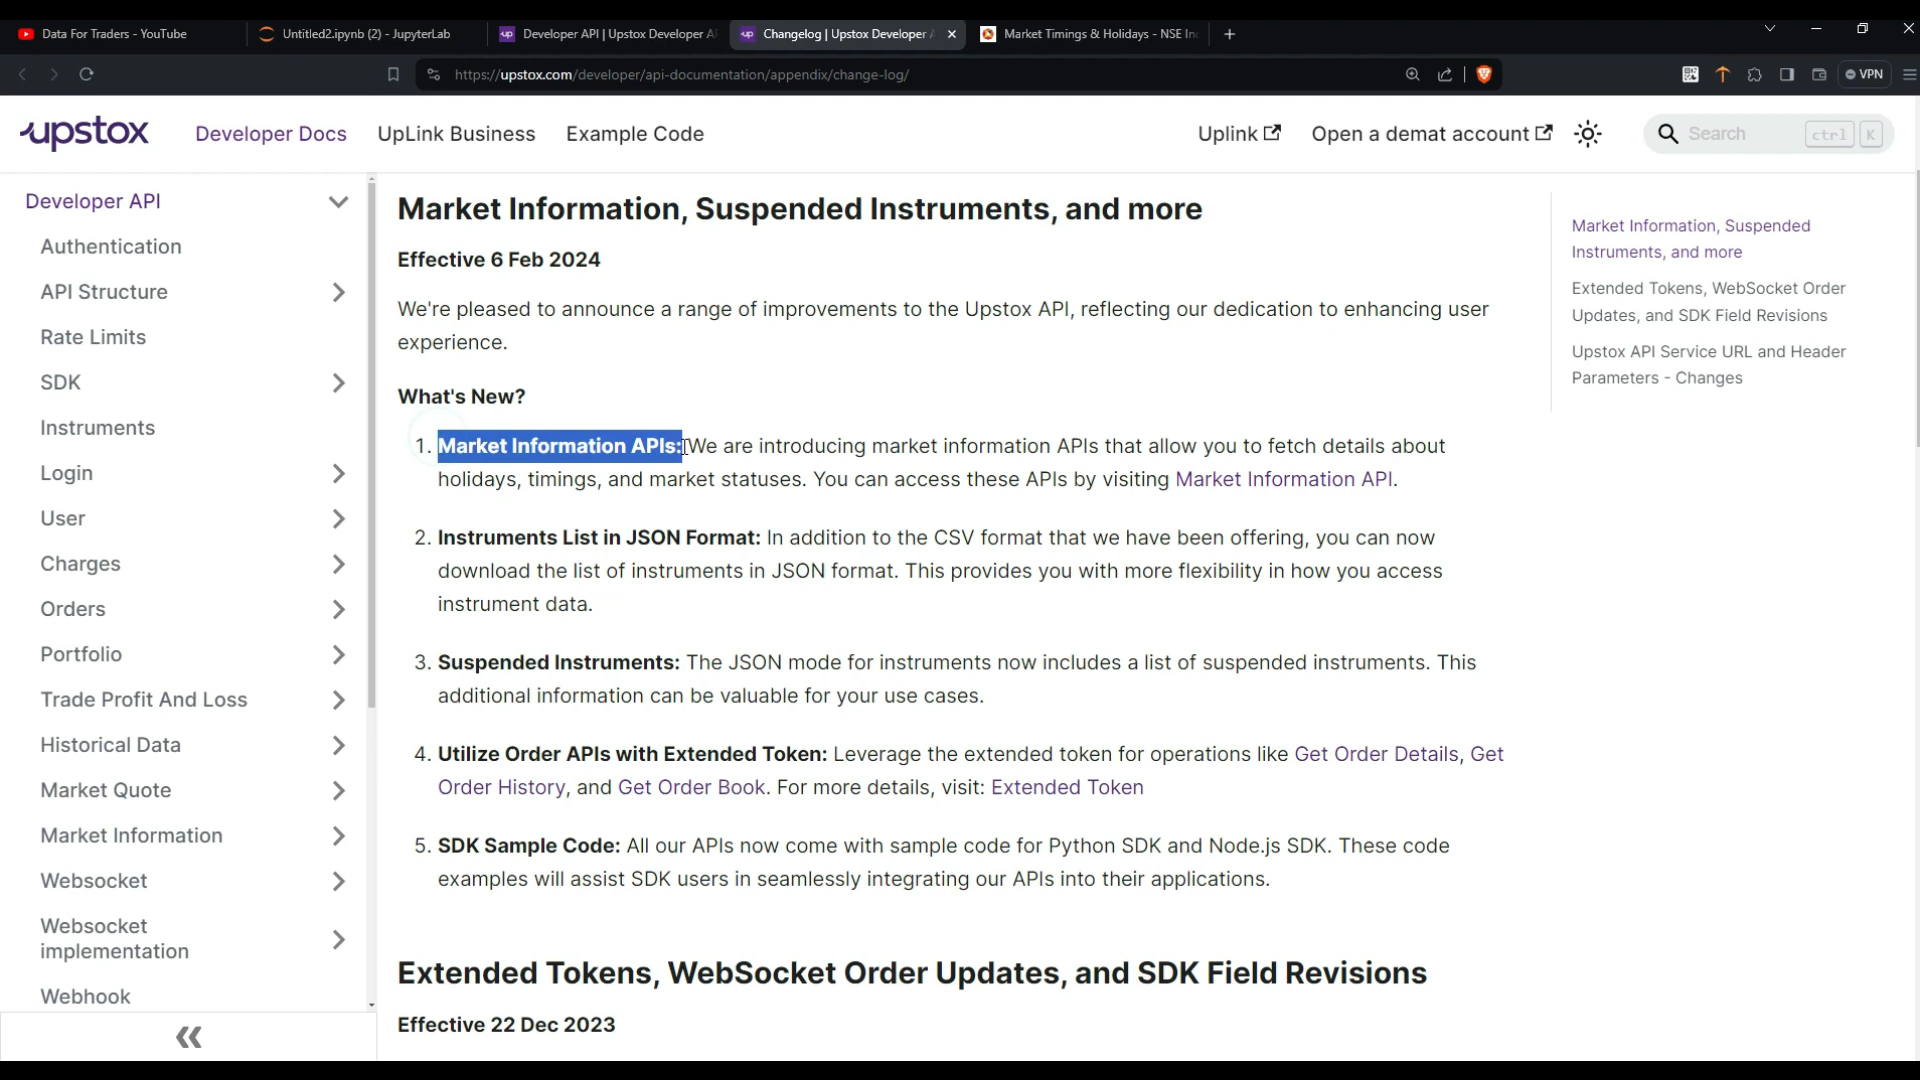 Data For Traders - YouTube
Untitled2.ipynb (2) - JupyterLab
Developer API | Upstox Developer A
Changelog | Upstox Developer A
Market Timings & Holidays - NSE In
https://upstox.com/developer/api-documentation/appendix/change-log/
VPN
upstox
Developer Docs
UpLink Business
Example Code
Uplink
Open a demat account
Search
ctrl
K
Developer API
Authentication
API Structure
Rate Limits
SDK
Instruments
Login
User
Charges
Orders
Portfolio
Trade Profit And Loss
Historical Data
Market Quote
Market Information
Websocket
Websocket
implementation
Webhook
Market Information, Suspended Instruments, and more
Effective 6 Feb 2024
We're pleased to announce a range of improvements to the Upstox API, reflecting our dedication to enhancing user
experience.
What's New?
1. Market Information APIs: We are introducing market information APIs that allow you to fetch details about
holidays, timings, and market statuses. You can access these APIs by visiting Market Information API.
2. Instruments List in JSON Format: In addition to the CSV format that we have been offering, you can now
download the list of instruments in JSON format. This provides you with more flexibility in how you access
instrument data.
3. Suspended Instruments: The JSON mode for instruments now includes a list of suspended instruments. This
additional information can be valuable for your use cases.
4. Utilize Order APIs with Extended Token: Leverage the extended token for operations like Get Order Details, Get
Order History, and Get Order Book. For more details, visit: Extended Token
5. SDK Sample Code: All our APIs now come with sample code for Python SDK and Node.js SDK. These code
examples will assist SDK users in seamlessly integrating our APIs into their applications.
Extended Tokens, WebSocket Order Updates, and SDK Field Revisions
Effective 22 Dec 2023
Market Information, Suspended
Instruments, and more
Extended Tokens, WebSocket Order
Updates, and SDK Field Revisions
Upstox API Service URL and Header
Parameters - Changes